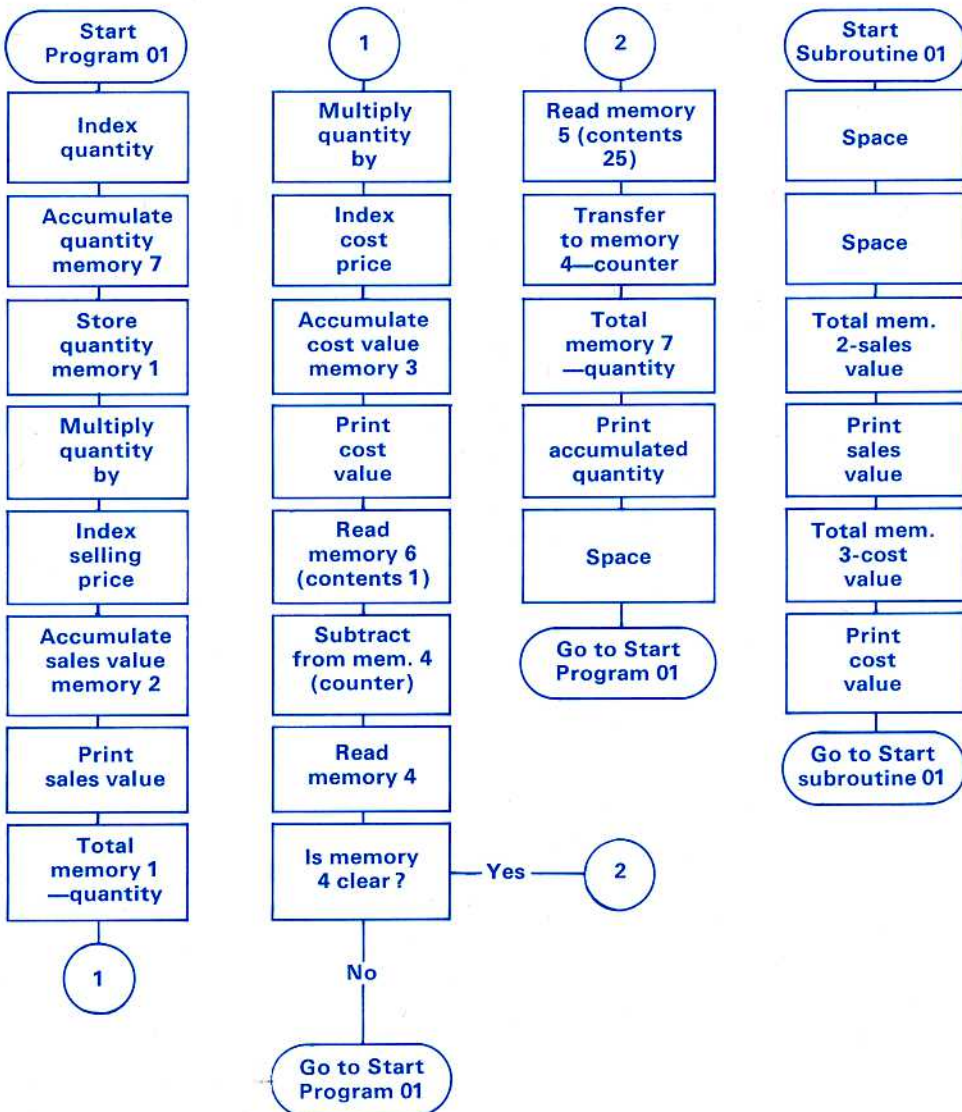 Start
Program 01
Index
quantity
Accumulate
quantity
memory 7
Store
quantity
memory 1
Multiply
quantity
by
Index
selling
price
Accumulate
sales value
memory 2
Print
sales value
Total
memory 1
—quantity
1
1
Multiply
quantity
by
Index
cost
price
Accumulate
cost value
memory 3
Print
cost
value
Read
memory 6
(contents 1)
Subtract
from mem. 4
(counter)
Read
memory 4
Is memory
4 clear ?
Yes
2
No
Go to Start
Program 01
2
Read memory
5 (contents
25)
Transfer
to memory
4—counter
Total
memory 7
—quantity
Print
accumulated
quantity
Space
Go to Start
Program 01
Start
Subroutine 01
Space
Space
Total mem.
2-sales
value
Print
sales
value
Total mem.
3-cost
value
Print
cost
value
Go to Start
subroutine 01